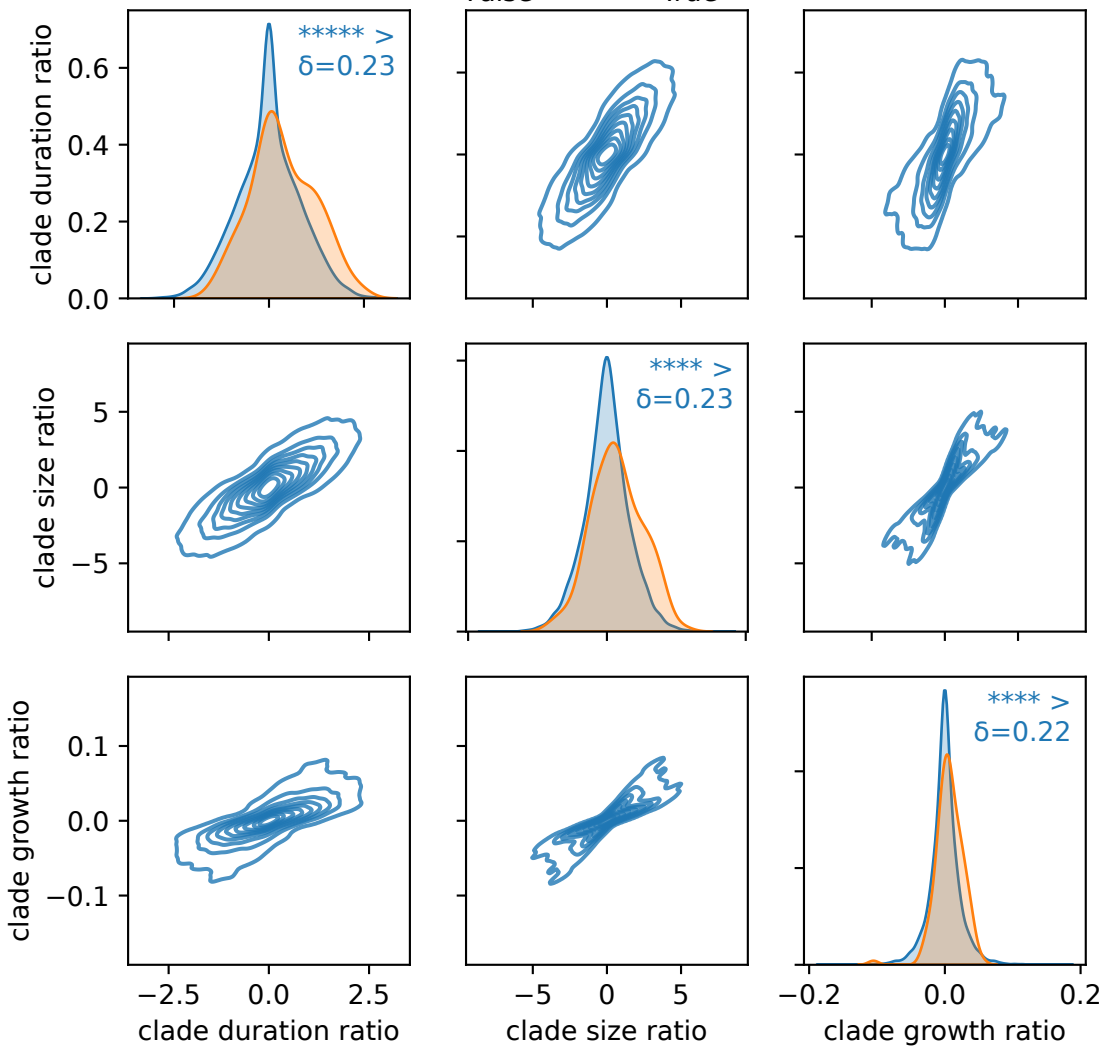 ***** >
δ=0.23
clade duration ratio
0.6
0.4
0.2
0.0
**** >
δ=0.23
clade size ratio
5
0
−5
**** >
δ=0.22
clade growth ratio
0.1
0.0
−0.1
−2.5 0.0 2.5
−5 0 5
−0.2 0.0 0.2
clade duration ratio
clade size ratio
clade growth ratio